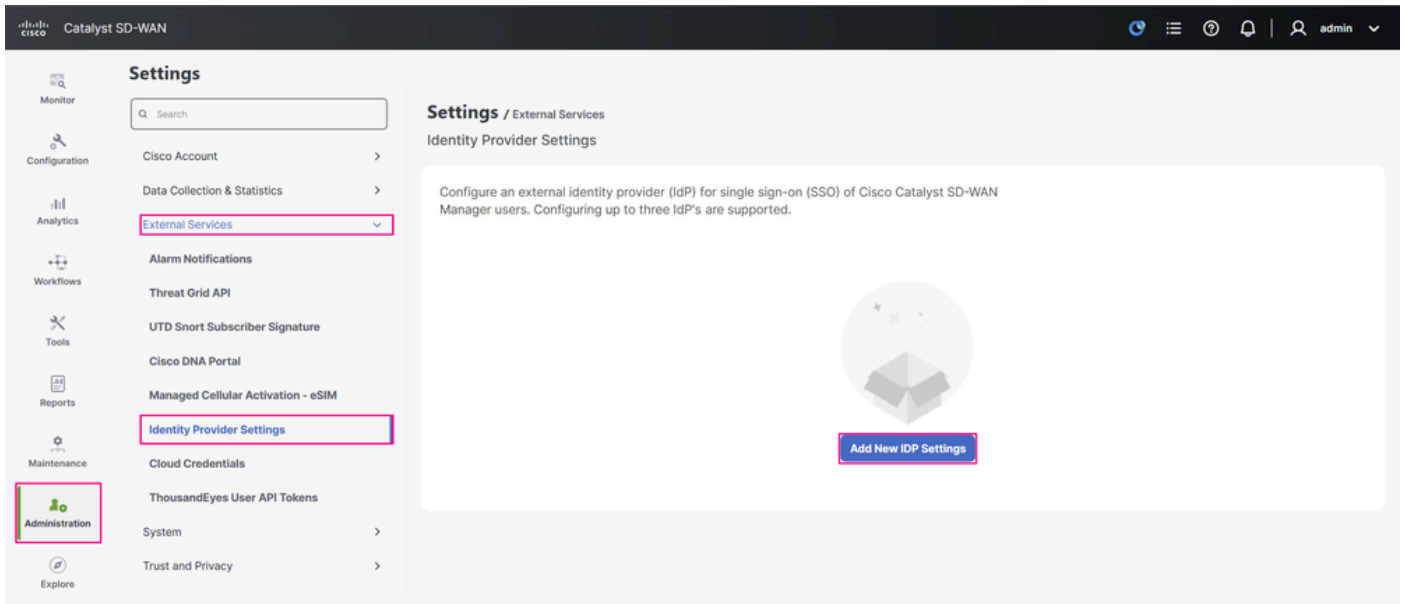 cisco
Catalyst SD-WAN
admin
Monitor
Configuration
Analytics
Workflows
Tools
Reports
Maintenance
Administration
Explore
Settings
Search
Cisco Account
Data Collection & Statistics
External Services
Alarm Notifications
Threat Grid API
UTD Snort Subscriber Signature
Cisco DNA Portal
Managed Cellular Activation - eSIM
Identity Provider Settings
Cloud Credentials
ThousandEyes User API Tokens
System
Trust and Privacy
Settings / External Services
Identity Provider Settings
Configure an external identity provider (IdP) for single sign-on (SSO) of Cisco Catalyst SD-WAN
Manager users. Configuring up to three IdP's are supported.
Add New IDP Settings